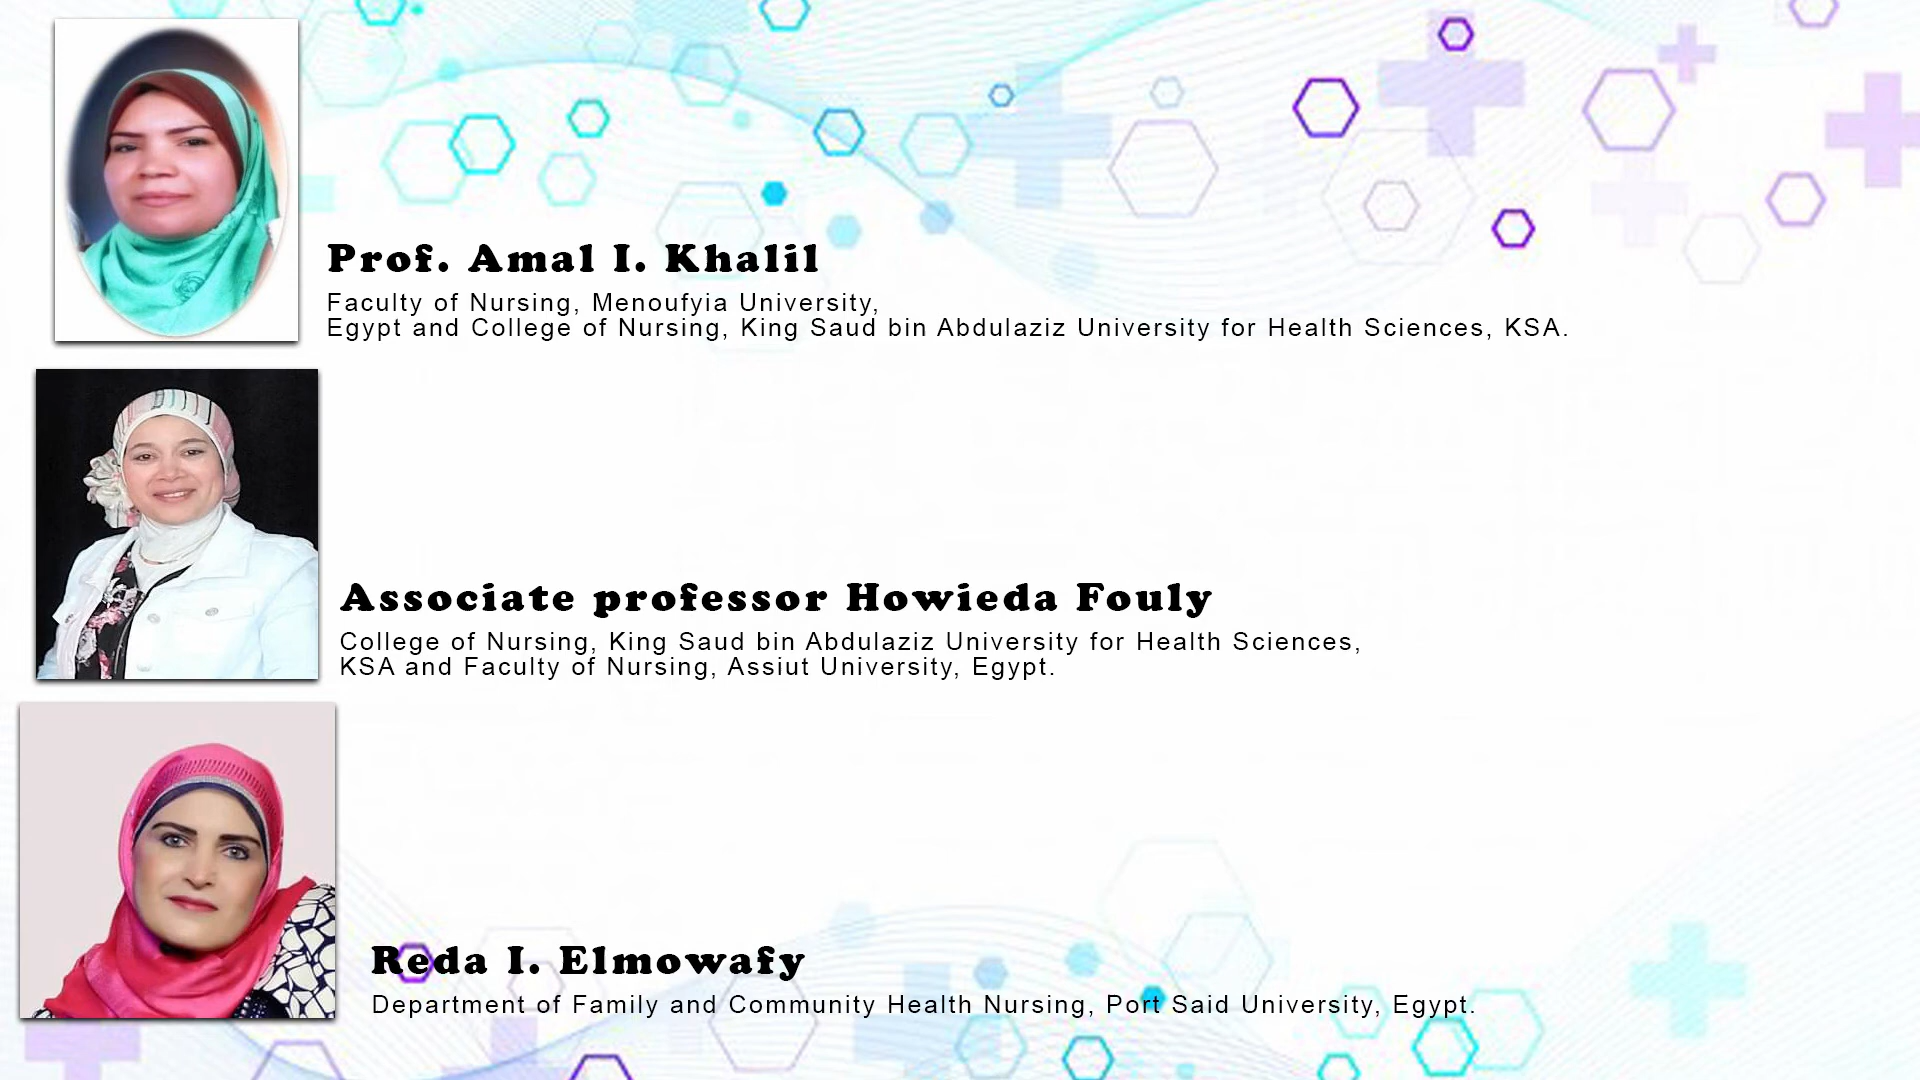 Prof. Amal I. Khalil
Faculty of Nursing, Menoufyia University,
Egypt and College of Nursing, King Saud bin Abdulaziz University for Health Sciences, KSA.
Associate professor Howieda Fouly
College of Nursing, King Saud bin Abdulaziz University for Health Sciences,
KSA and Faculty of Nursing, Assiut University, Egypt.
Reda I. Elmowafy
Department of Family and Community Health Nursing, Port Said University, Egypt.